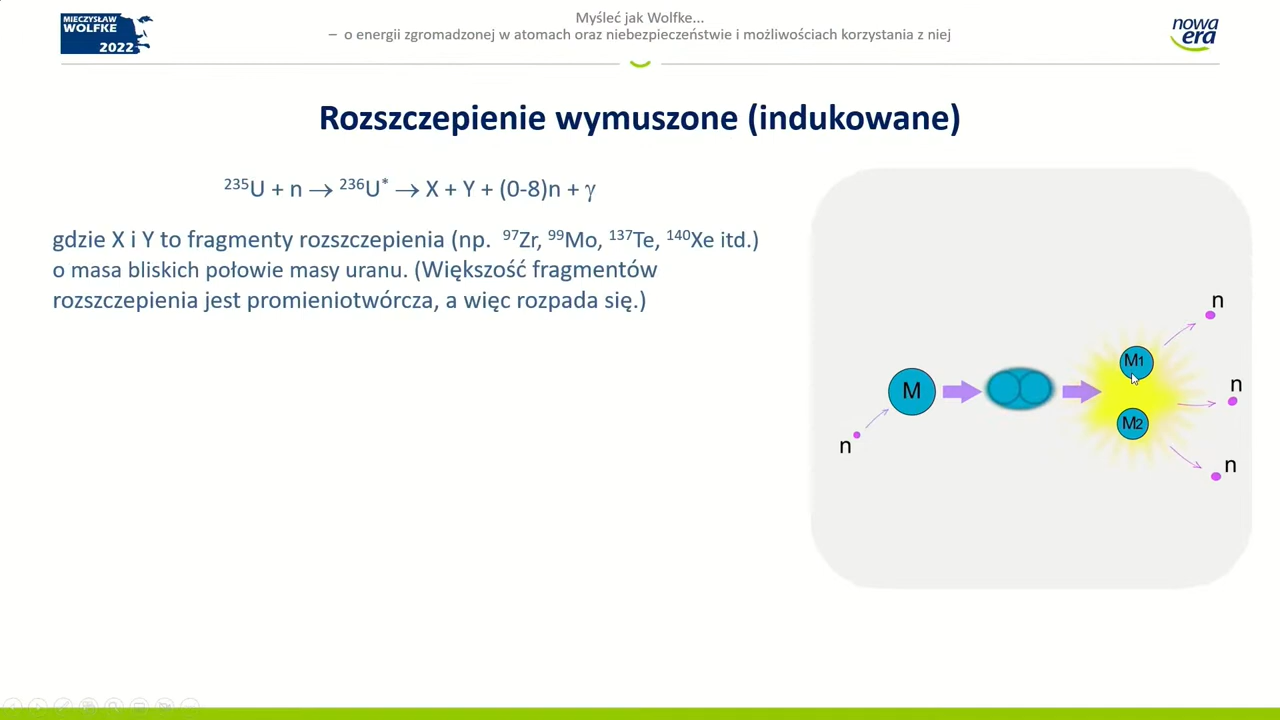 MIECZYSŁAW
WOLFKE
2022
Myśleć jak Wolfke...
– o energii zgromadzonej w atomach oraz niebezpieczeństwie i możliwościach korzystania z niej
nowa
era
Rozszczepienie wymuszone (indukowane)
²³⁵U + n → ²³⁶U* → X + Y + (0-8)n + γ
gdzie X i Y to fragmenty rozszczepienia (np. ⁹⁷Zr, ⁹⁹Mo, ¹³⁷Te, ¹⁴⁰Xe itd.)
o masa bliskich połowie masy uranu. (Większość fragmentów
rozszczepienia jest promieniotwórcza, a więc rozpada się.)
n
M
M1
M2
n
n
n